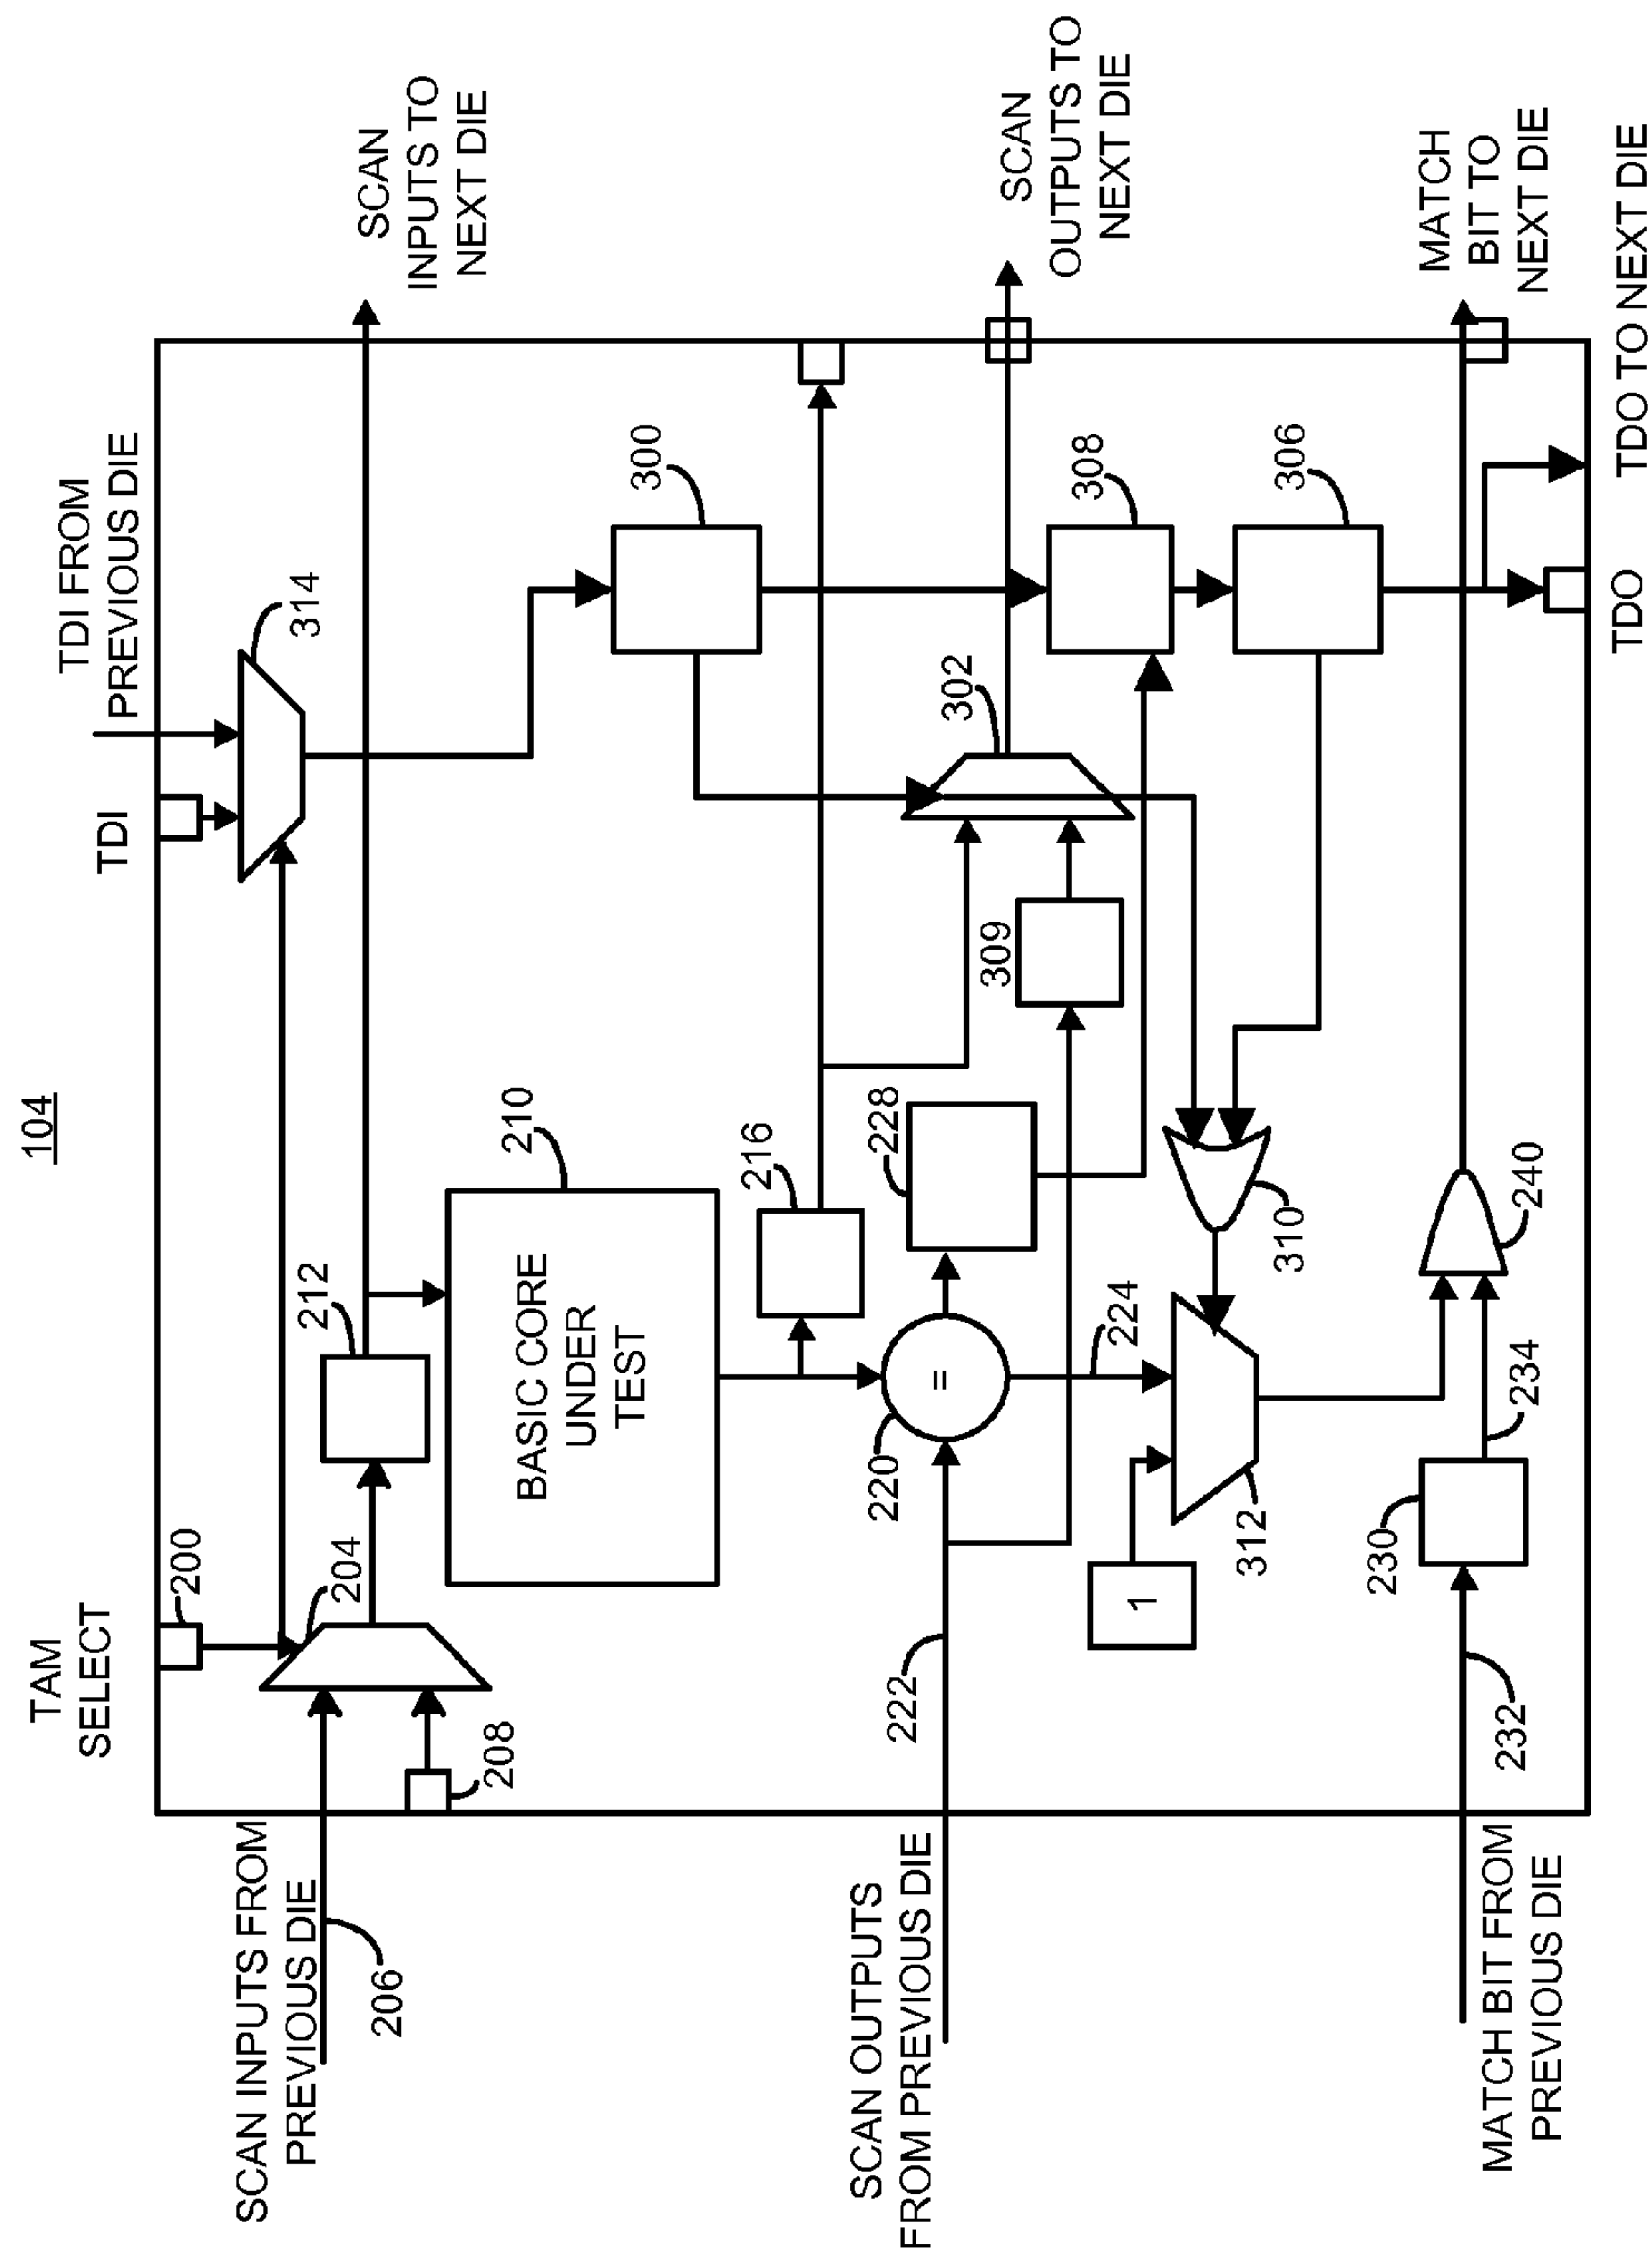 104
TAM
SELECT
TDI
TDI FROM
PREVIOUS DIE
200
314
SCAN INPUTS FROM
PREVIOUS DIE
206
204
208
212
SCAN
INPUTS TO
NEXT DIE
BASIC CORE
UNDER
TEST
210
300
216
SCAN OUTPUTS
FROM PREVIOUS DIE
222
220
=
228
309
302
SCAN
OUTPUTS TO
NEXT DIE
308
224
1
312
310
306
MATCH BIT FROM
PREVIOUS DIE
232
230
234
240
MATCH
BIT TO
NEXT DIE
TDO
TDO TO NEXT DIE